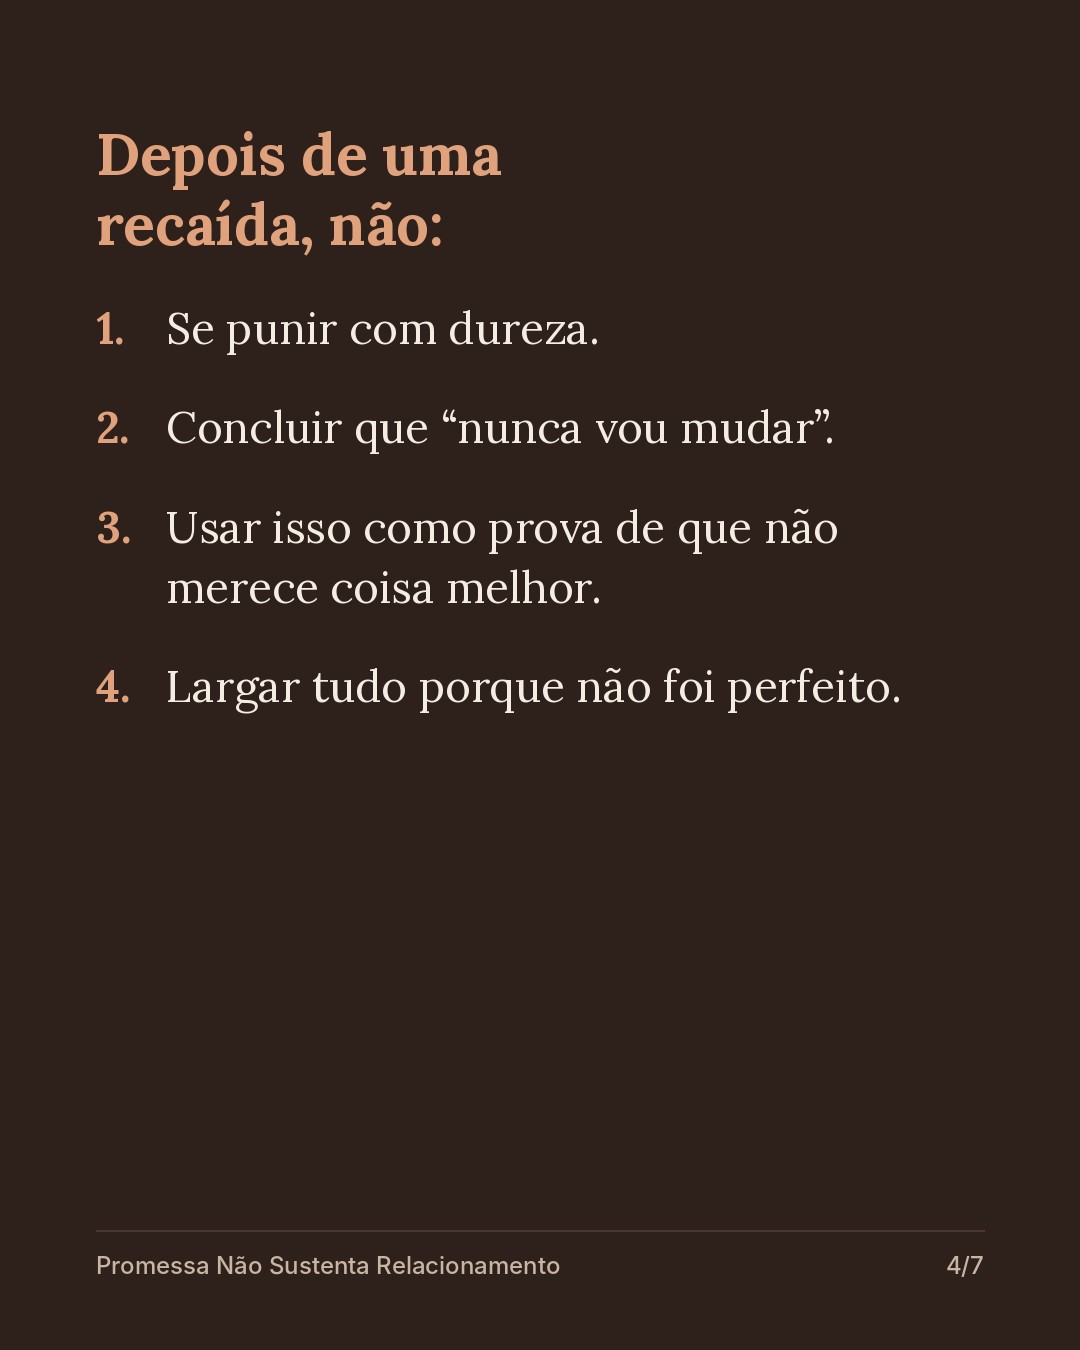 Depois de uma
recaída, não:
1. Se punir com dureza.
2. Concluir que “nunca vou mudar”.
3. Usar isso como prova de que não
merece coisa melhor.
4. Largar tudo porque não foi perfeito.
Promessa Não Sustenta Relacionamento
4/7